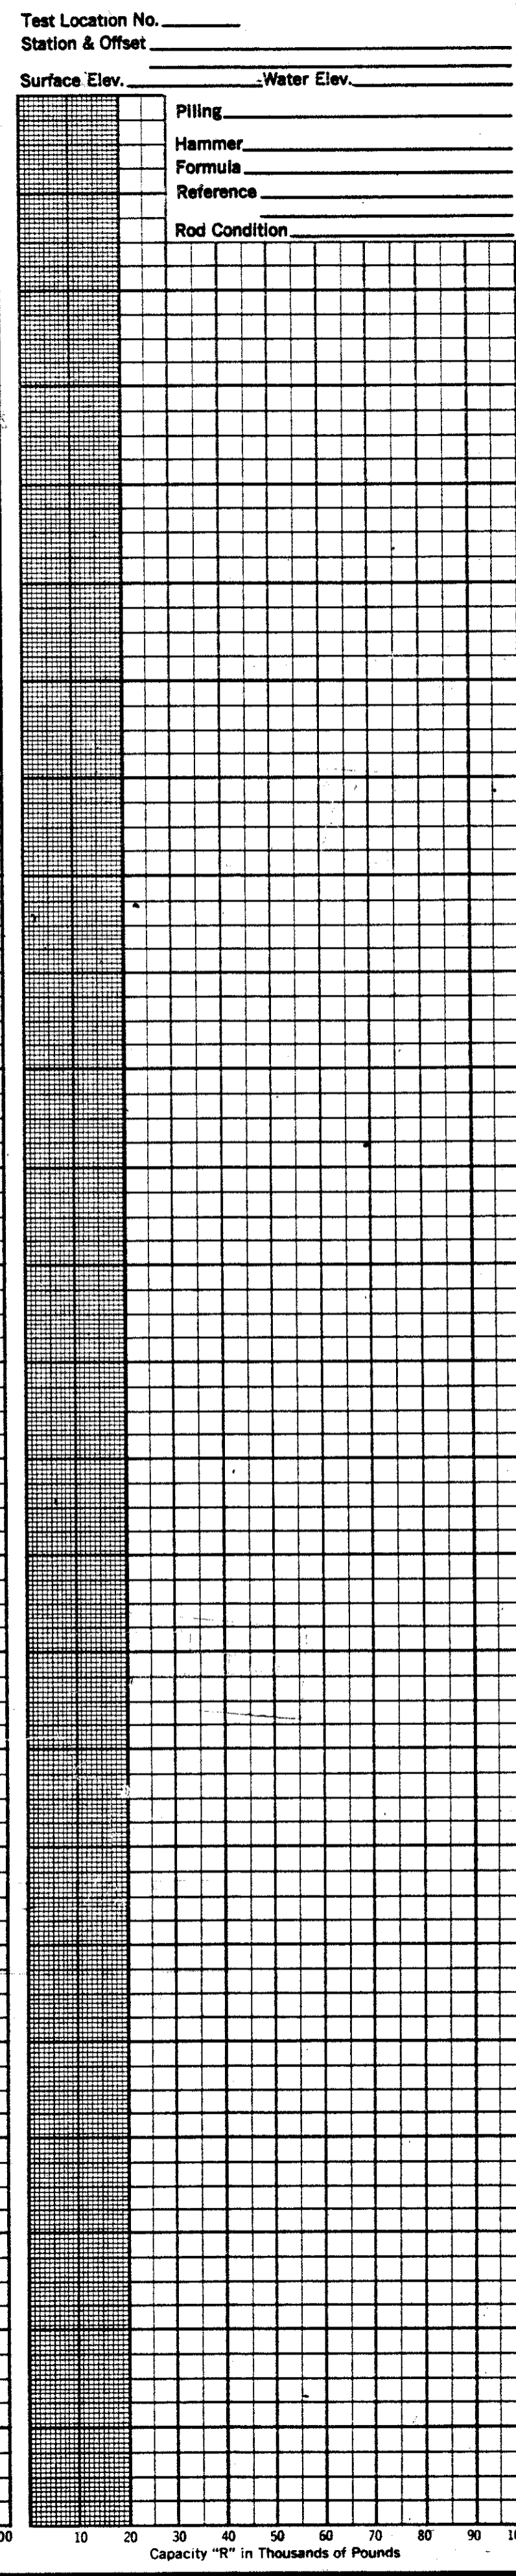 Test Location No.
Station & Offset
Surface Elev. Water Elev.
Piling
Hammer
Formula
Reference
Rod Condition
10 20 30 40 50 60 70 80 90
Capacity "R" in Thousands of Pounds